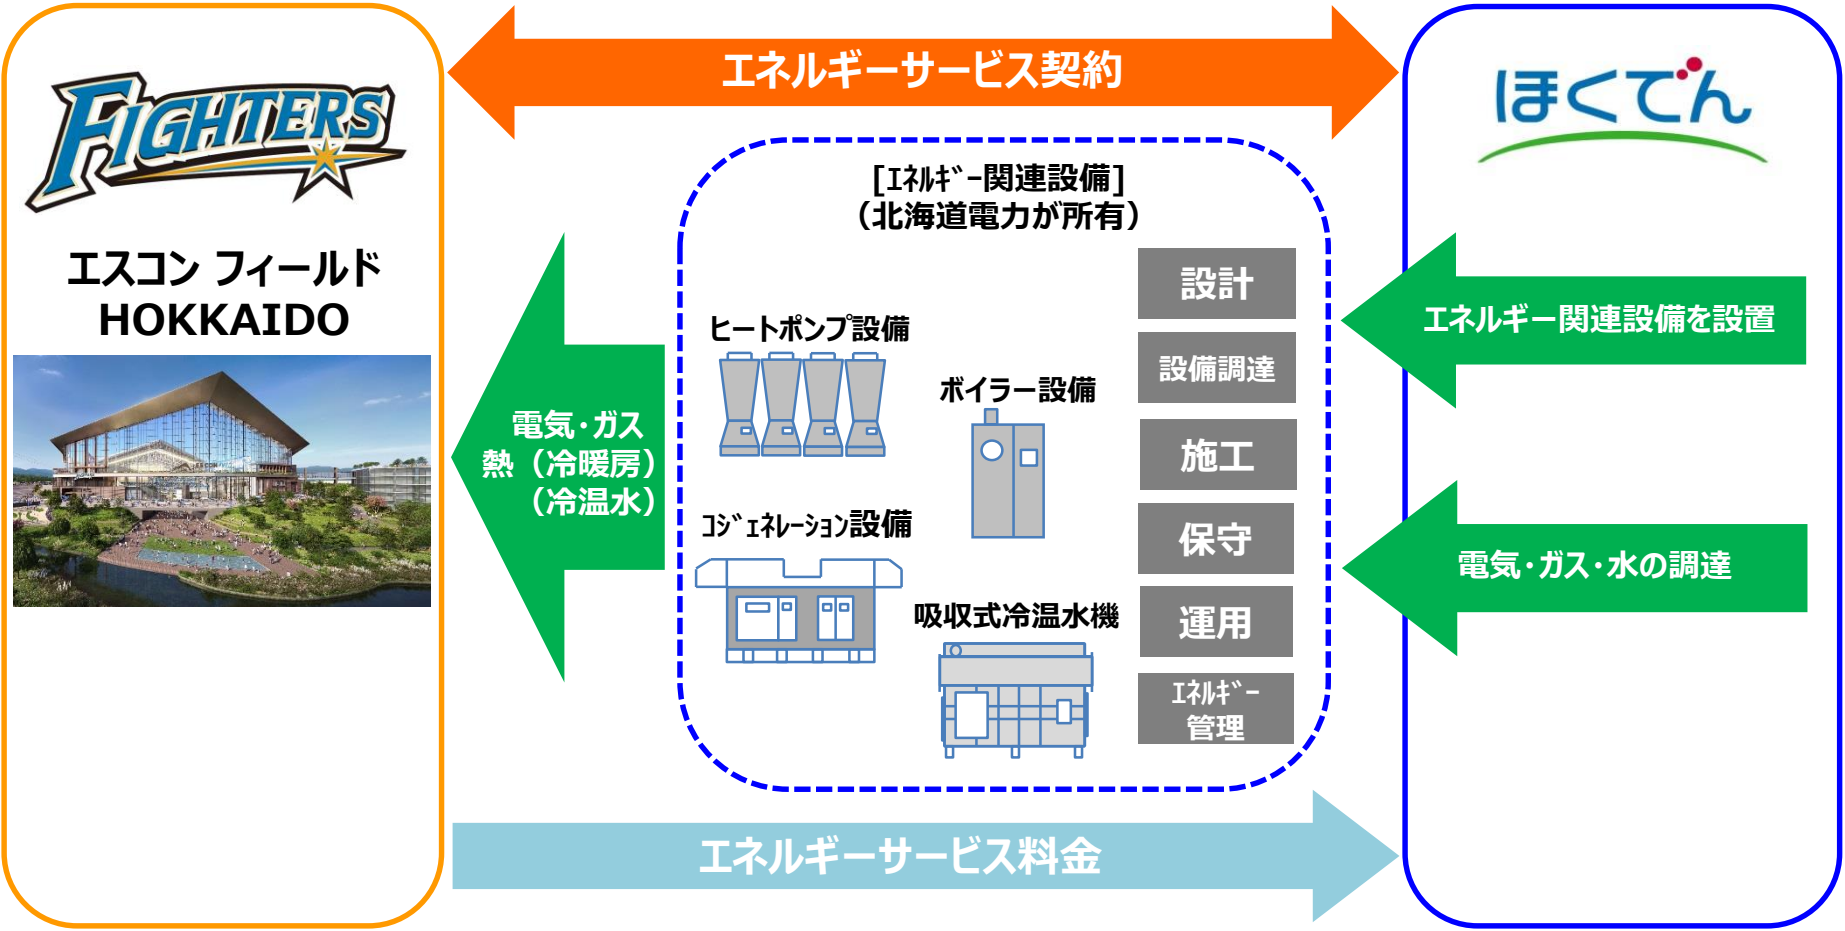 FIGHTERS
エスコン フィールド
HOKKAIDO
エネルギーサービス契約
ほくでん
[ｴﾈﾙｷﾞｰ関連設備]
（北海道電力が所有）
ヒートポンプ設備
ボイラー設備
ｺｼﾞｪﾈﾚｰｼｮﾝ設備
吸収式冷温水機
設計
設備調達
施工
保守
運用
ｴﾈﾙｷﾞｰ
管理
電気・ガス
熱（冷暖房）
（冷温水）
エネルギー関連設備を設置
電気・ガス・水の調達
エネルギーサービス料金